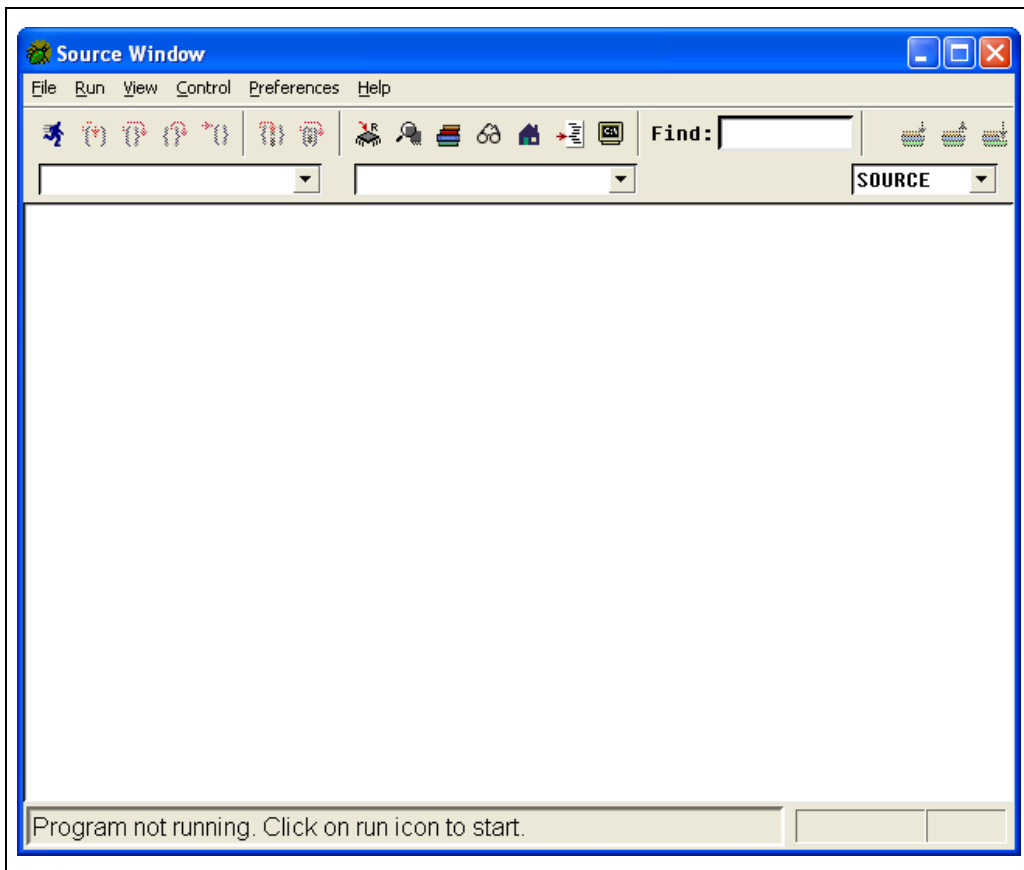 Source Window
File Run View Control Preferences Help
Find:
SOURCE
Program not running. Click on run icon to start.